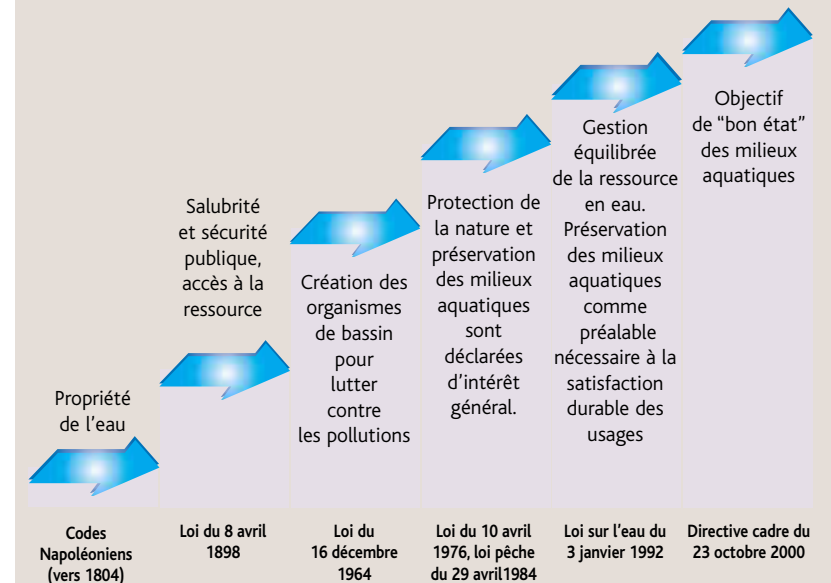 Propriété
de l’eau
Salubrité
et sécurité
publique,
accès à la
ressource
Création des
organismes
de bassin
pour
lutter
contre
les pollutions
Protection de
la nature et
préservation
des milieux
aquatiques
sont
déclarées
d’intérêt
général.
Gestion
équilibrée
de la ressource
en eau.
Préservation
des milieux
aquatiques
comme
préalable
nécessaire à la
satisfaction
durable des
usages
Objectif
de “bon état”
des milieux
aquatiques
Codes
Napoléoniens
(vers 1804)
Loi du 8 avril
1898
Loi du
16 décembre
1964
Loi du 10 avril
1976, loi pêche
du 29 avril1984
Loi sur l’eau du
3 janvier 1992
Directive cadre du
23 octobre 2000